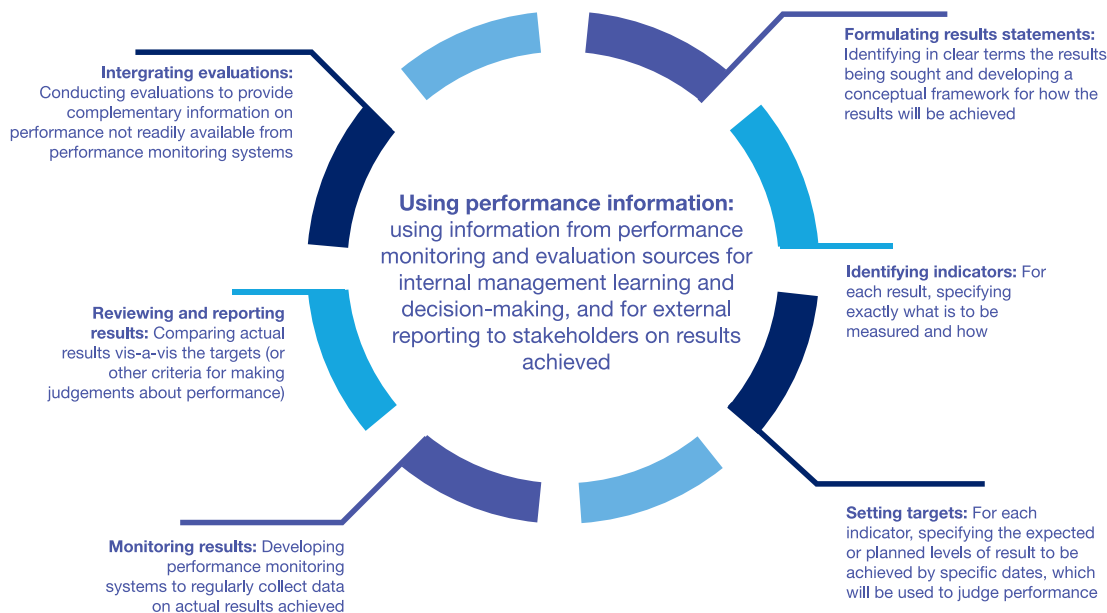 Formulating results statements:
Identifying in clear terms the results
being sought and developing a
conceptual framework for how the
results will be achieved
Identifying indicators: For
each result, specifying
exactly what is to be
measured and how
Setting targets: For each
indicator, specifying the expected
or planned levels of result to be
achieved by specific dates, which
will be used to judge performance
Monitoring results: Developing
performance monitoring
systems to regularly collect data
on actual results achieved
Reviewing and reporting
results: Comparing actual
results vis-a-vis the targets (or
other criteria for making
judgements about performance)
Intergrating evaluations:
Conducting evaluations to provide
complementary information on
performance not readily available from
performance monitoring systems
Using performance information:
using information from performance
monitoring and evaluation sources for
internal management learning and
decision-making, and for external
reporting to stakeholders on results
achieved